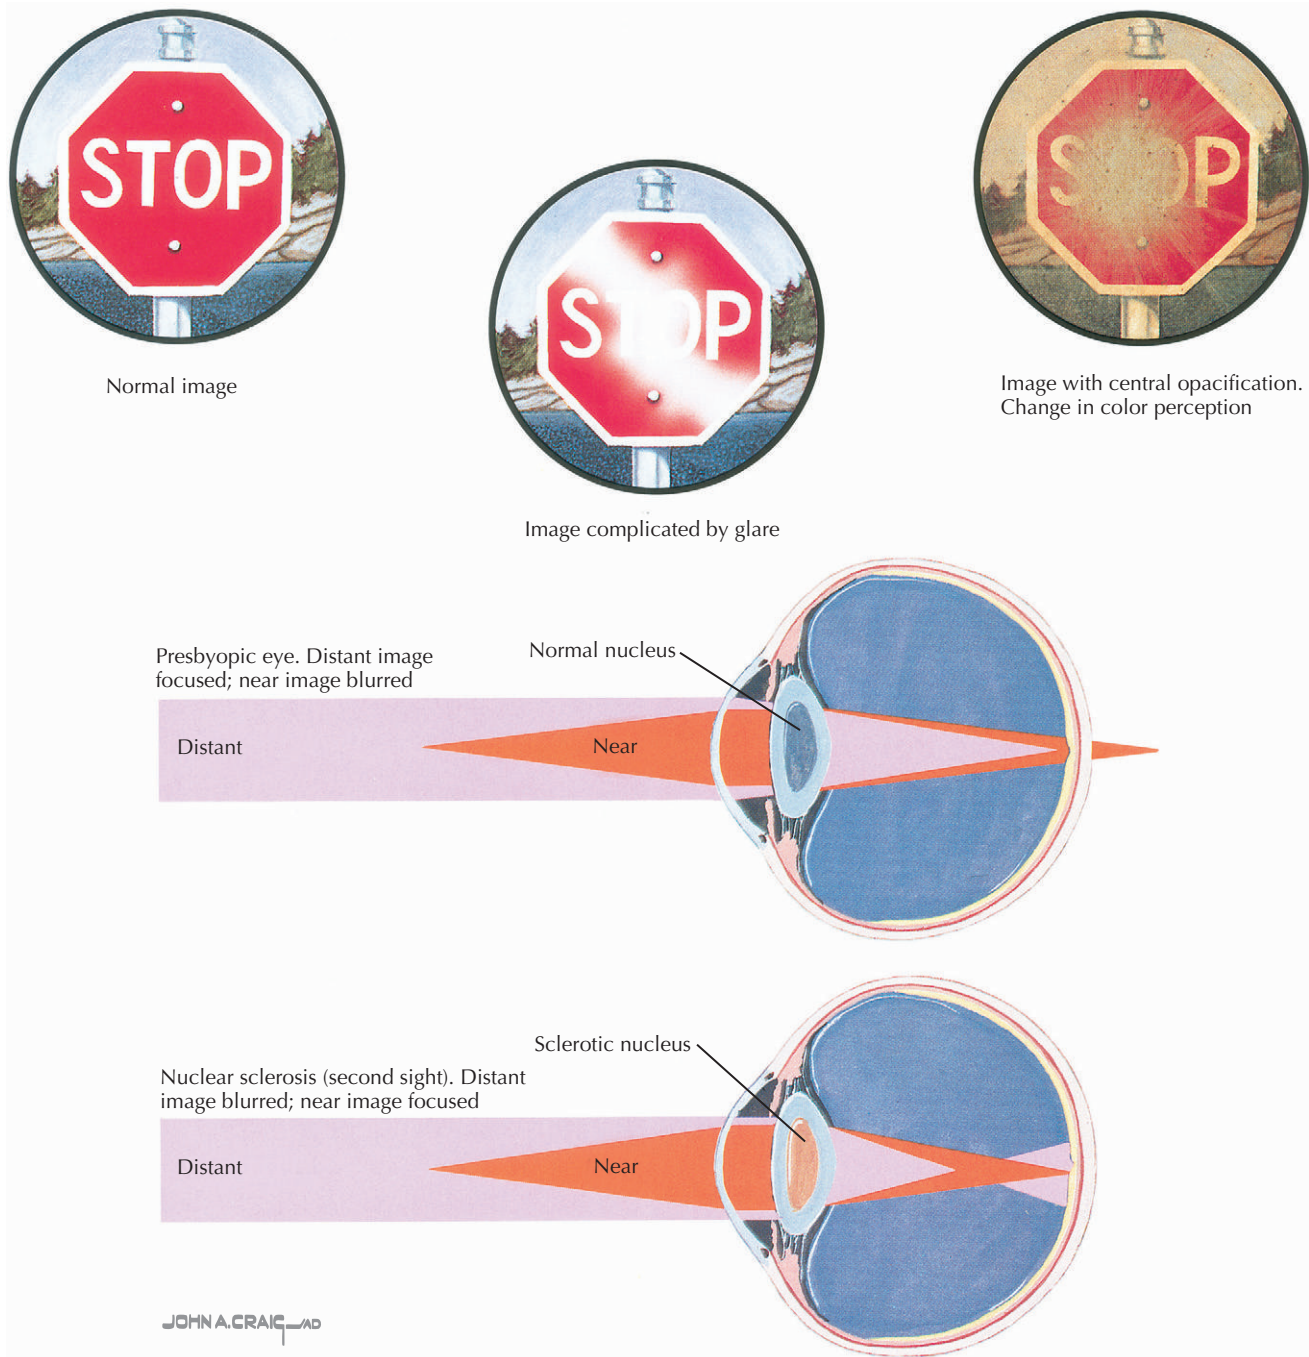 STOP
Normal image
STOP
Image complicated by glare
STOP
Image with central opacification.
Change in color perception
Presbyopic eye. Distant image
focused; near image blurred
Normal nucleus
Distant
Near
Sclerotic nucleus
Nuclear sclerosis (second sight). Distant
image blurred; near image focused
Distant
Near
JOHN A. CRAIG—AD